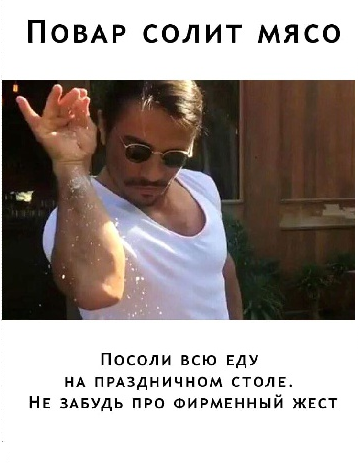 Повар солит мясо
Посоли всю еду
на праздничном столе.
Не забудь про фирменный жест